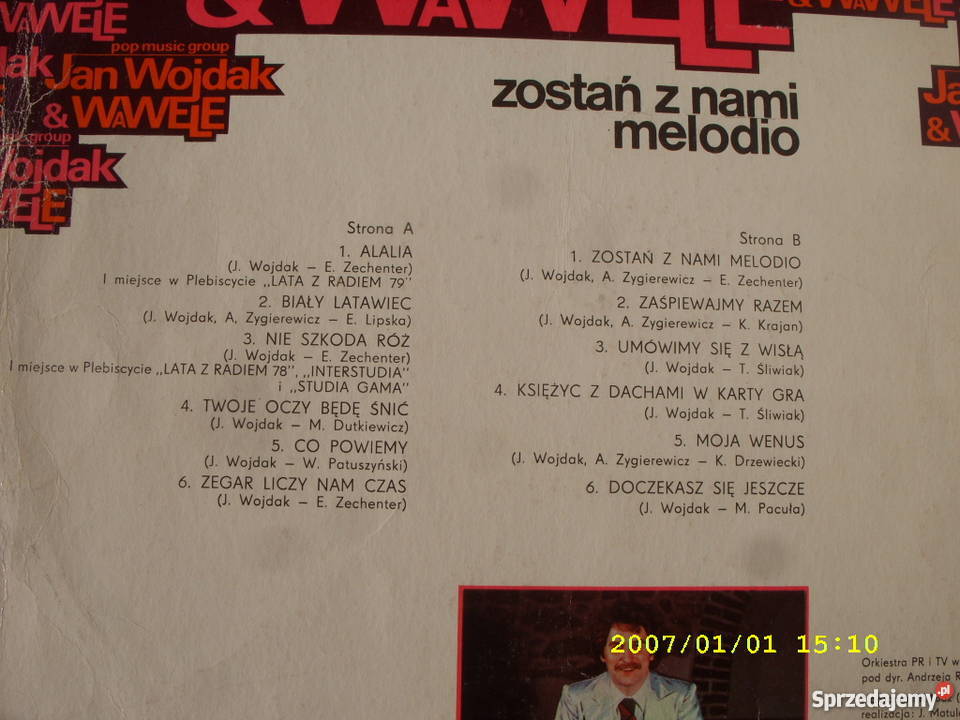 & WAWELE
WAWELE
& WAWELE
pop music group
Jan Wojdak
& WAWELE
group
Wojdak
zostań z nami
melodio
Strona A
1. ALALIA
(J. Wojdak – E. Zechenter)
I miejsce w Plebiscycie „LATA Z RADIEM 79"
2. BIAŁY LATAWIEC
(J. Wojdak, A, Zygierewicz – E. Lipska)
3. NIE SZKODA RÓŻ
(J. Wojdak – E. Zechenter)
I miejsce w Plebiscycie „LATA Z RADIEM 78", „INTERSTUDIA"
i „STUDIA GAMA"
4. TWOJE OCZY BĘDĘ ŚNIĆ
(J. Wojdak – M. Dutkiewicz)
5. CO POWIEMY
(J. Wojdak – W. Patuszyński)
6. ZEGAR LICZY NAM CZAS
(J. Wojdak – E. Zechenter)
Strona B
1. ZOSTAŃ Z NAMI MELODIO
(J. Wojdak, A. Zygierewicz – E. Zechenter)
2. ZAŚPIEWAJMY RAZEM
(J. Wojdak, A. Zygierewicz – K. Krajan)
3. UMÓWIMY SIĘ Z WISŁĄ
(J. Wojdak – T. Śliwiak)
4. KSIĘŻYC Z DACHAMI W KARTY GRA
(J. Wojdak – T. Śliwiak)
5. MOJA WENUS
(J. Wojdak, A. Zygierewicz – K. Drzewiecki)
6. DOCZEKASZ SIĘ JESZCZE
(J. Wojdak – M. Pacuła)
2007/01/01 15:10
Orkiestra PR i TV w
pod dyr. Andrzeja
realizacja: J.
Sprzedajemy.pl